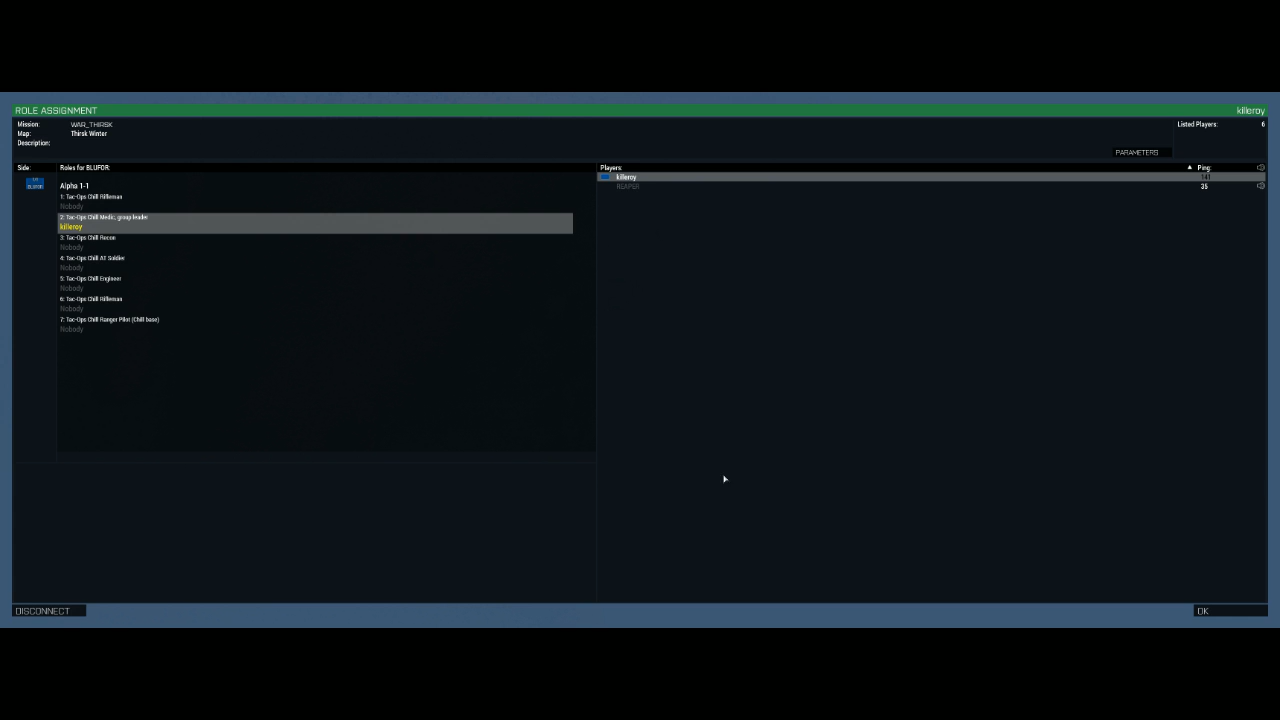 ROLE ASSIGNMENT killeroy
Mission: WAR_THIRSK Listed Players: 6
Map: Thirsk Winter
Description:
PARAMETERS
Side: Roles for BLUFOR: Players: Ping:
BLUFOR
Alpha 1-1
1: Tac-Ops Chill Rifleman
Nobody
2: Tac-Ops Chill Medic, group leader
killeroy
3: Tac-Ops Chill Recon
Nobody
4: Tac-Ops Chill AT Soldier
Nobody
5: Tac-Ops Chill Engineer
Nobody
6: Tac-Ops Chill Rifleman
Nobody
7: Tac-Ops Chill Ranger Pilot (Chill base)
Nobody
killeroy
REAPER 35
DISCONNECT OK